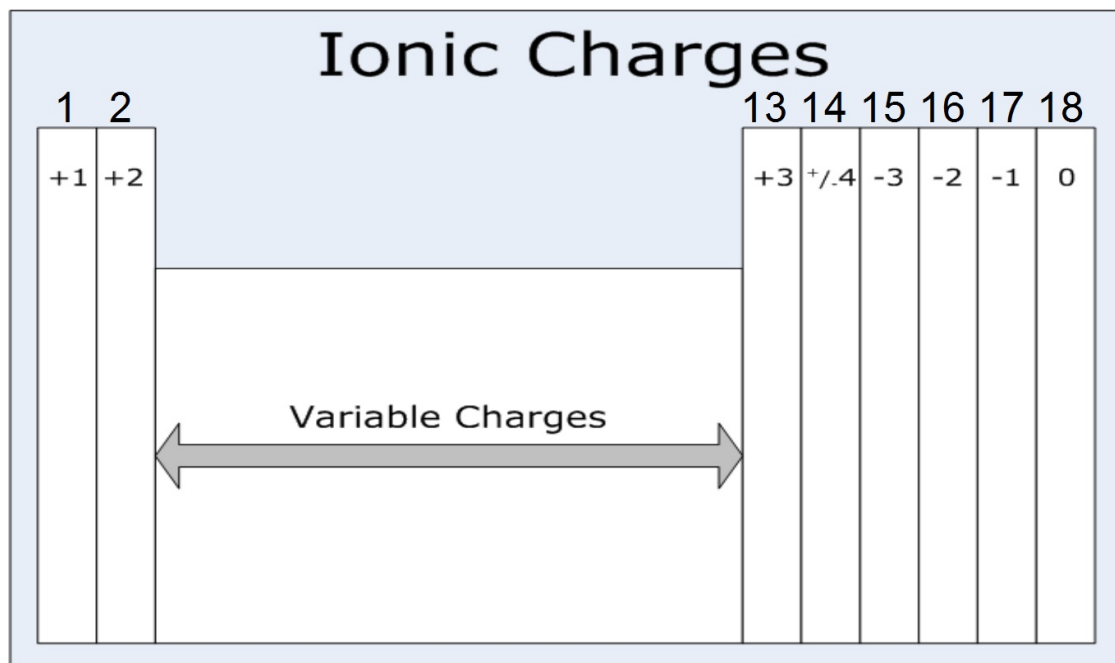 Ionic Charges
1 2 13 14 15 16 17 18
+1 +2 +3 +/-4 -3 -2 -1 0
Variable Charges